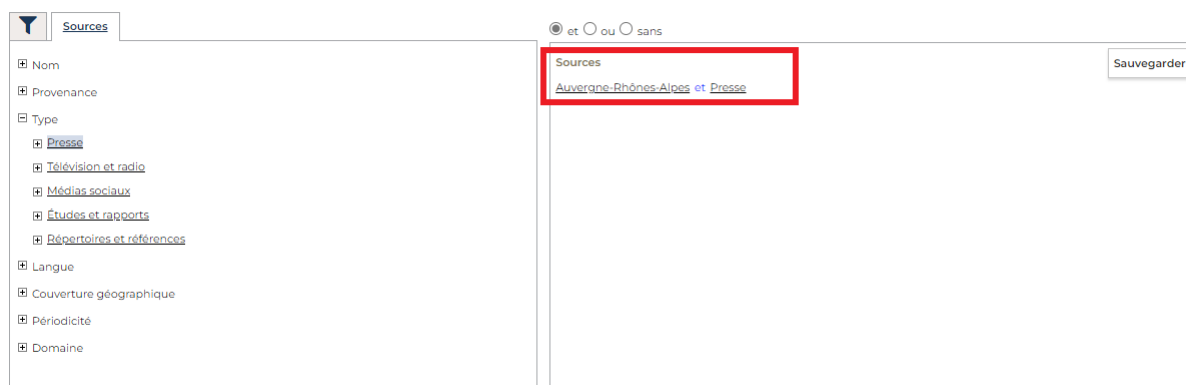 Sources
Nom
Provenance
Type
Presse
Télévision et radio
Médias sociaux
Études et rapports
Répertoires et références
Langue
Couverture géographique
Périodicité
Domaine
et ou sans
Sources
Auvergne-Rhônes-Alpes et Presse
Sauvegarder